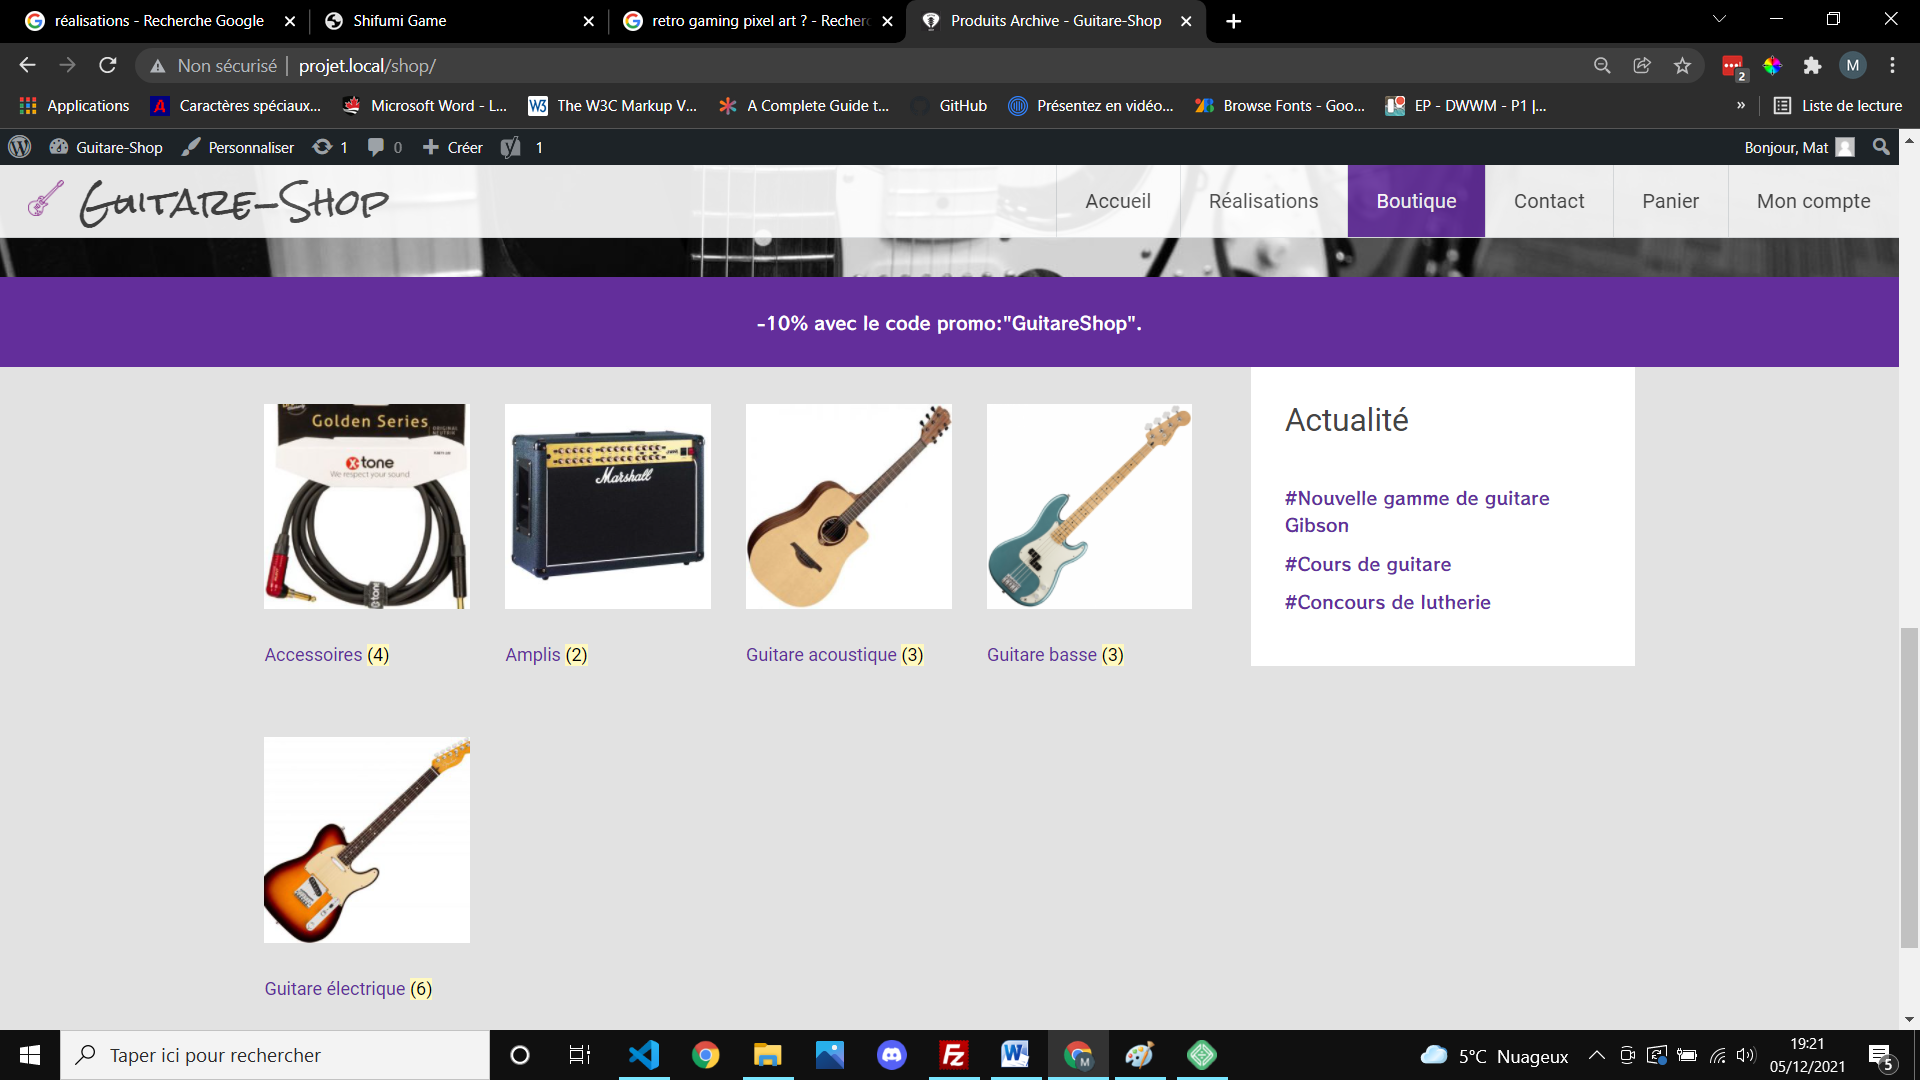 réalisations - Recherche Google
Shifumi Game
retro gaming pixel art ? - Recher
Produits Archive - Guitare-Shop
Non sécurisé | projet.local/shop/
2
M
Applications
Caractères spéciaux...
Microsoft Word - L...
W3
The W3C Markup V...
A Complete Guide t...
GitHub
Présentez en vidéo...
Browse Fonts - Goo...
EP - DWWM - P1 |...
»
Liste de lecture
Guitare-Shop
Personnaliser
1
0
Créer
1
Bonjour, Mat
Guitare-Shop
Accueil
Réalisations
Boutique
Contact
Panier
Mon compte
-10% avec le code promo:"GuitareShop".
Golden Series
x-tone
We respect your sound
Marshall
Accessoires (4)
Amplis (2)
Guitare acoustique (3)
Guitare basse (3)
Guitare électrique (6)
Actualité
#Nouvelle gamme de guitare
Gibson
#Cours de guitare
#Concours de lutherie
Taper ici pour rechercher
5°C Nuageux
19:21
05/12/2021
5